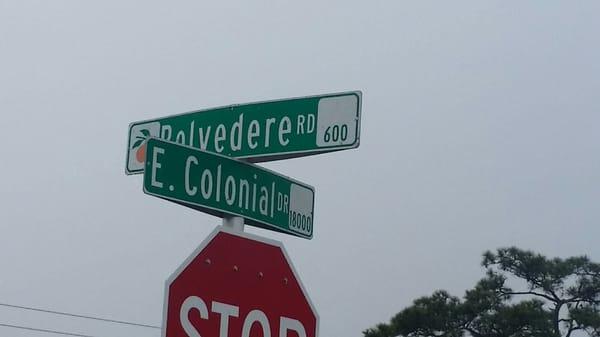 Belvedere RD 600
E. Colonial DR 18000
STOP